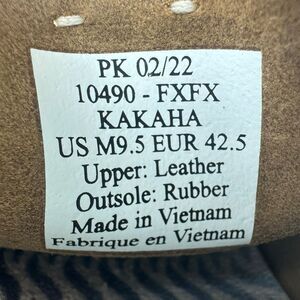 PK 02/22
10490 - FXFX
KAKAHA
US M9.5 EUR 42.5
Upper: Leather
Outsole: Rubber
Made in Vietnam
Fabrique en Vietnam